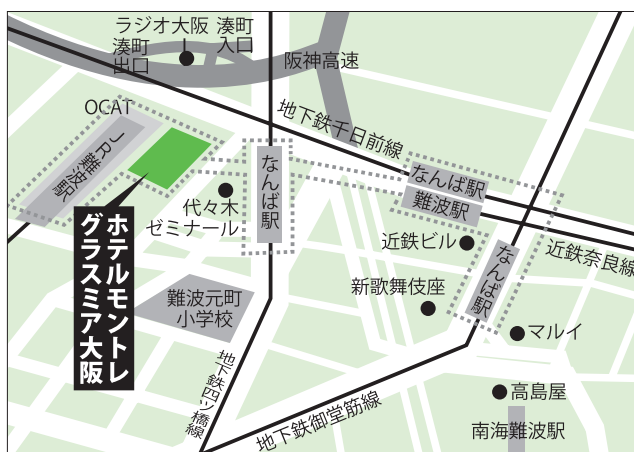 ラジオ大阪
湊町
入口
湊町
出口
阪神高速
OCAT
地下鉄千日前線
JR難波駅
なんば駅
なんば駅
難波駅
代々木
ゼミナール
近鉄ビル
近鉄奈良線
なんば駅
ホテルモントレ
グラスミア大阪
新歌舞伎座
難波元町
小学校
マルイ
地下鉄四ツ橋線
高島屋
地下鉄御堂筋線
南海難波駅